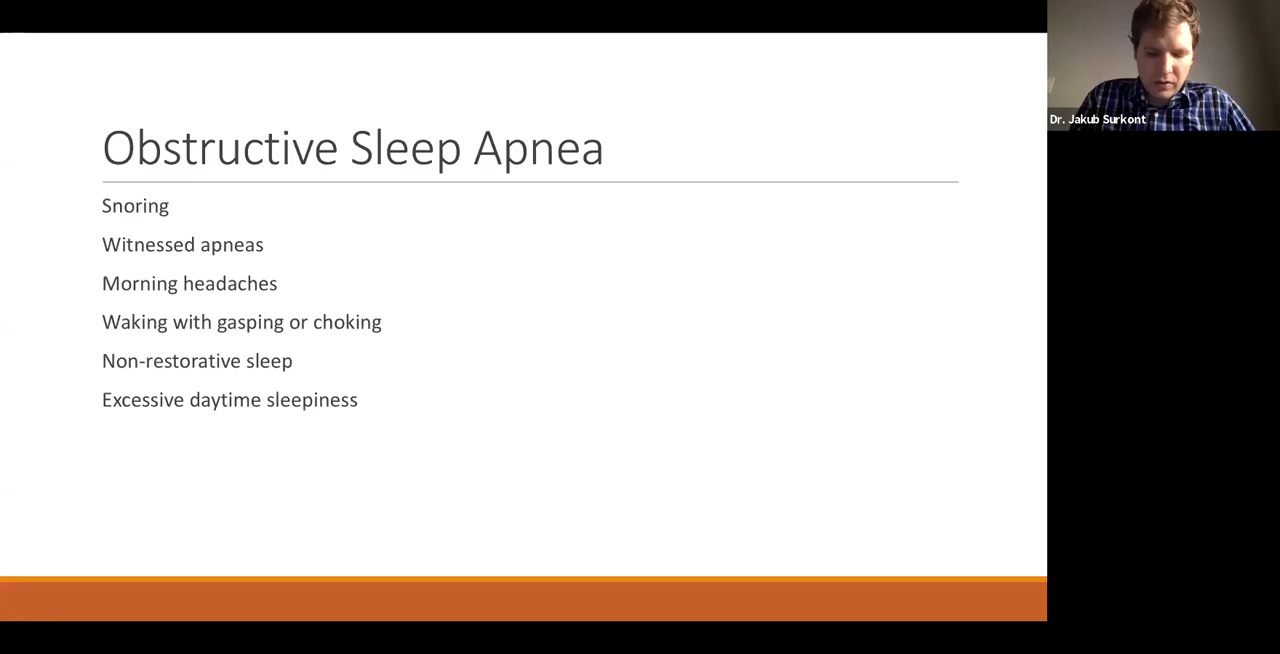 Obstructive Sleep Apnea
Snoring
Witnessed apneas
Morning headaches
Waking with gasping or choking
Non-restorative sleep
Excessive daytime sleepiness
Dr. Jakub Surkont